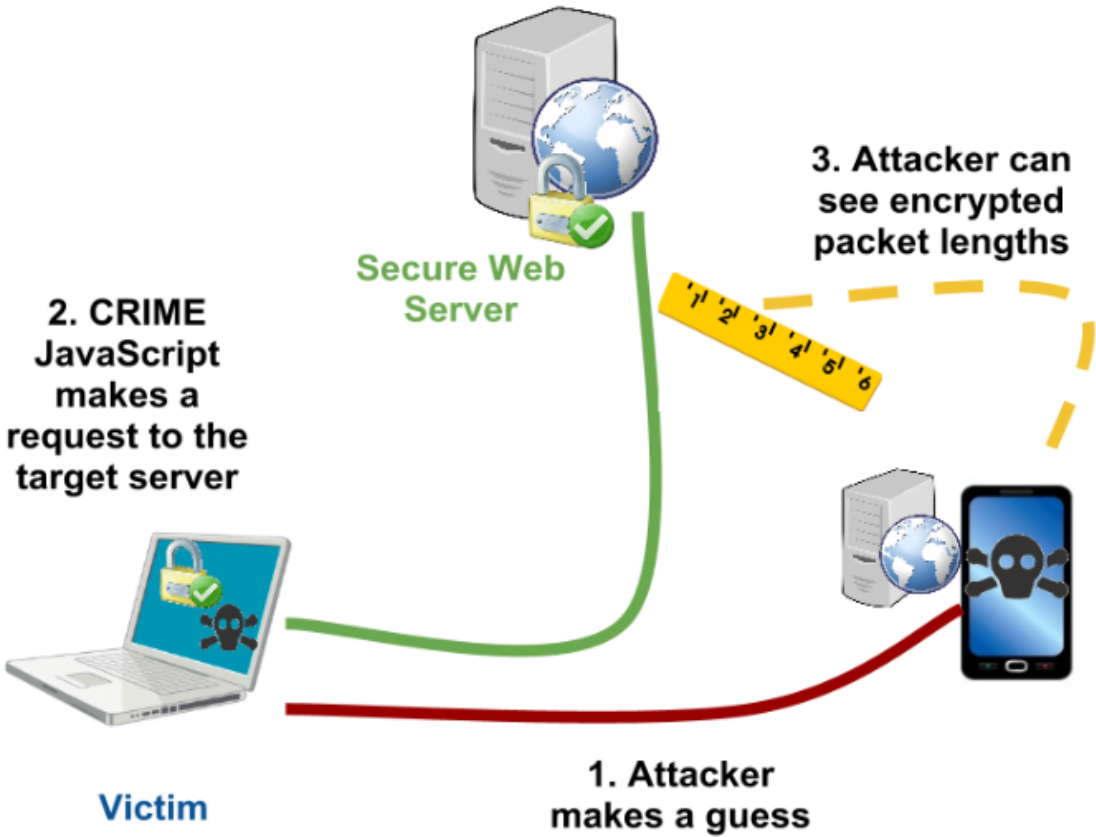 3. Attacker can
see encrypted
packet lengths
Secure Web
Server
1 2 3 4 5 6
2. CRIME
JavaScript
makes a
request to the
target server
1. Attacker
makes a guess
Victim